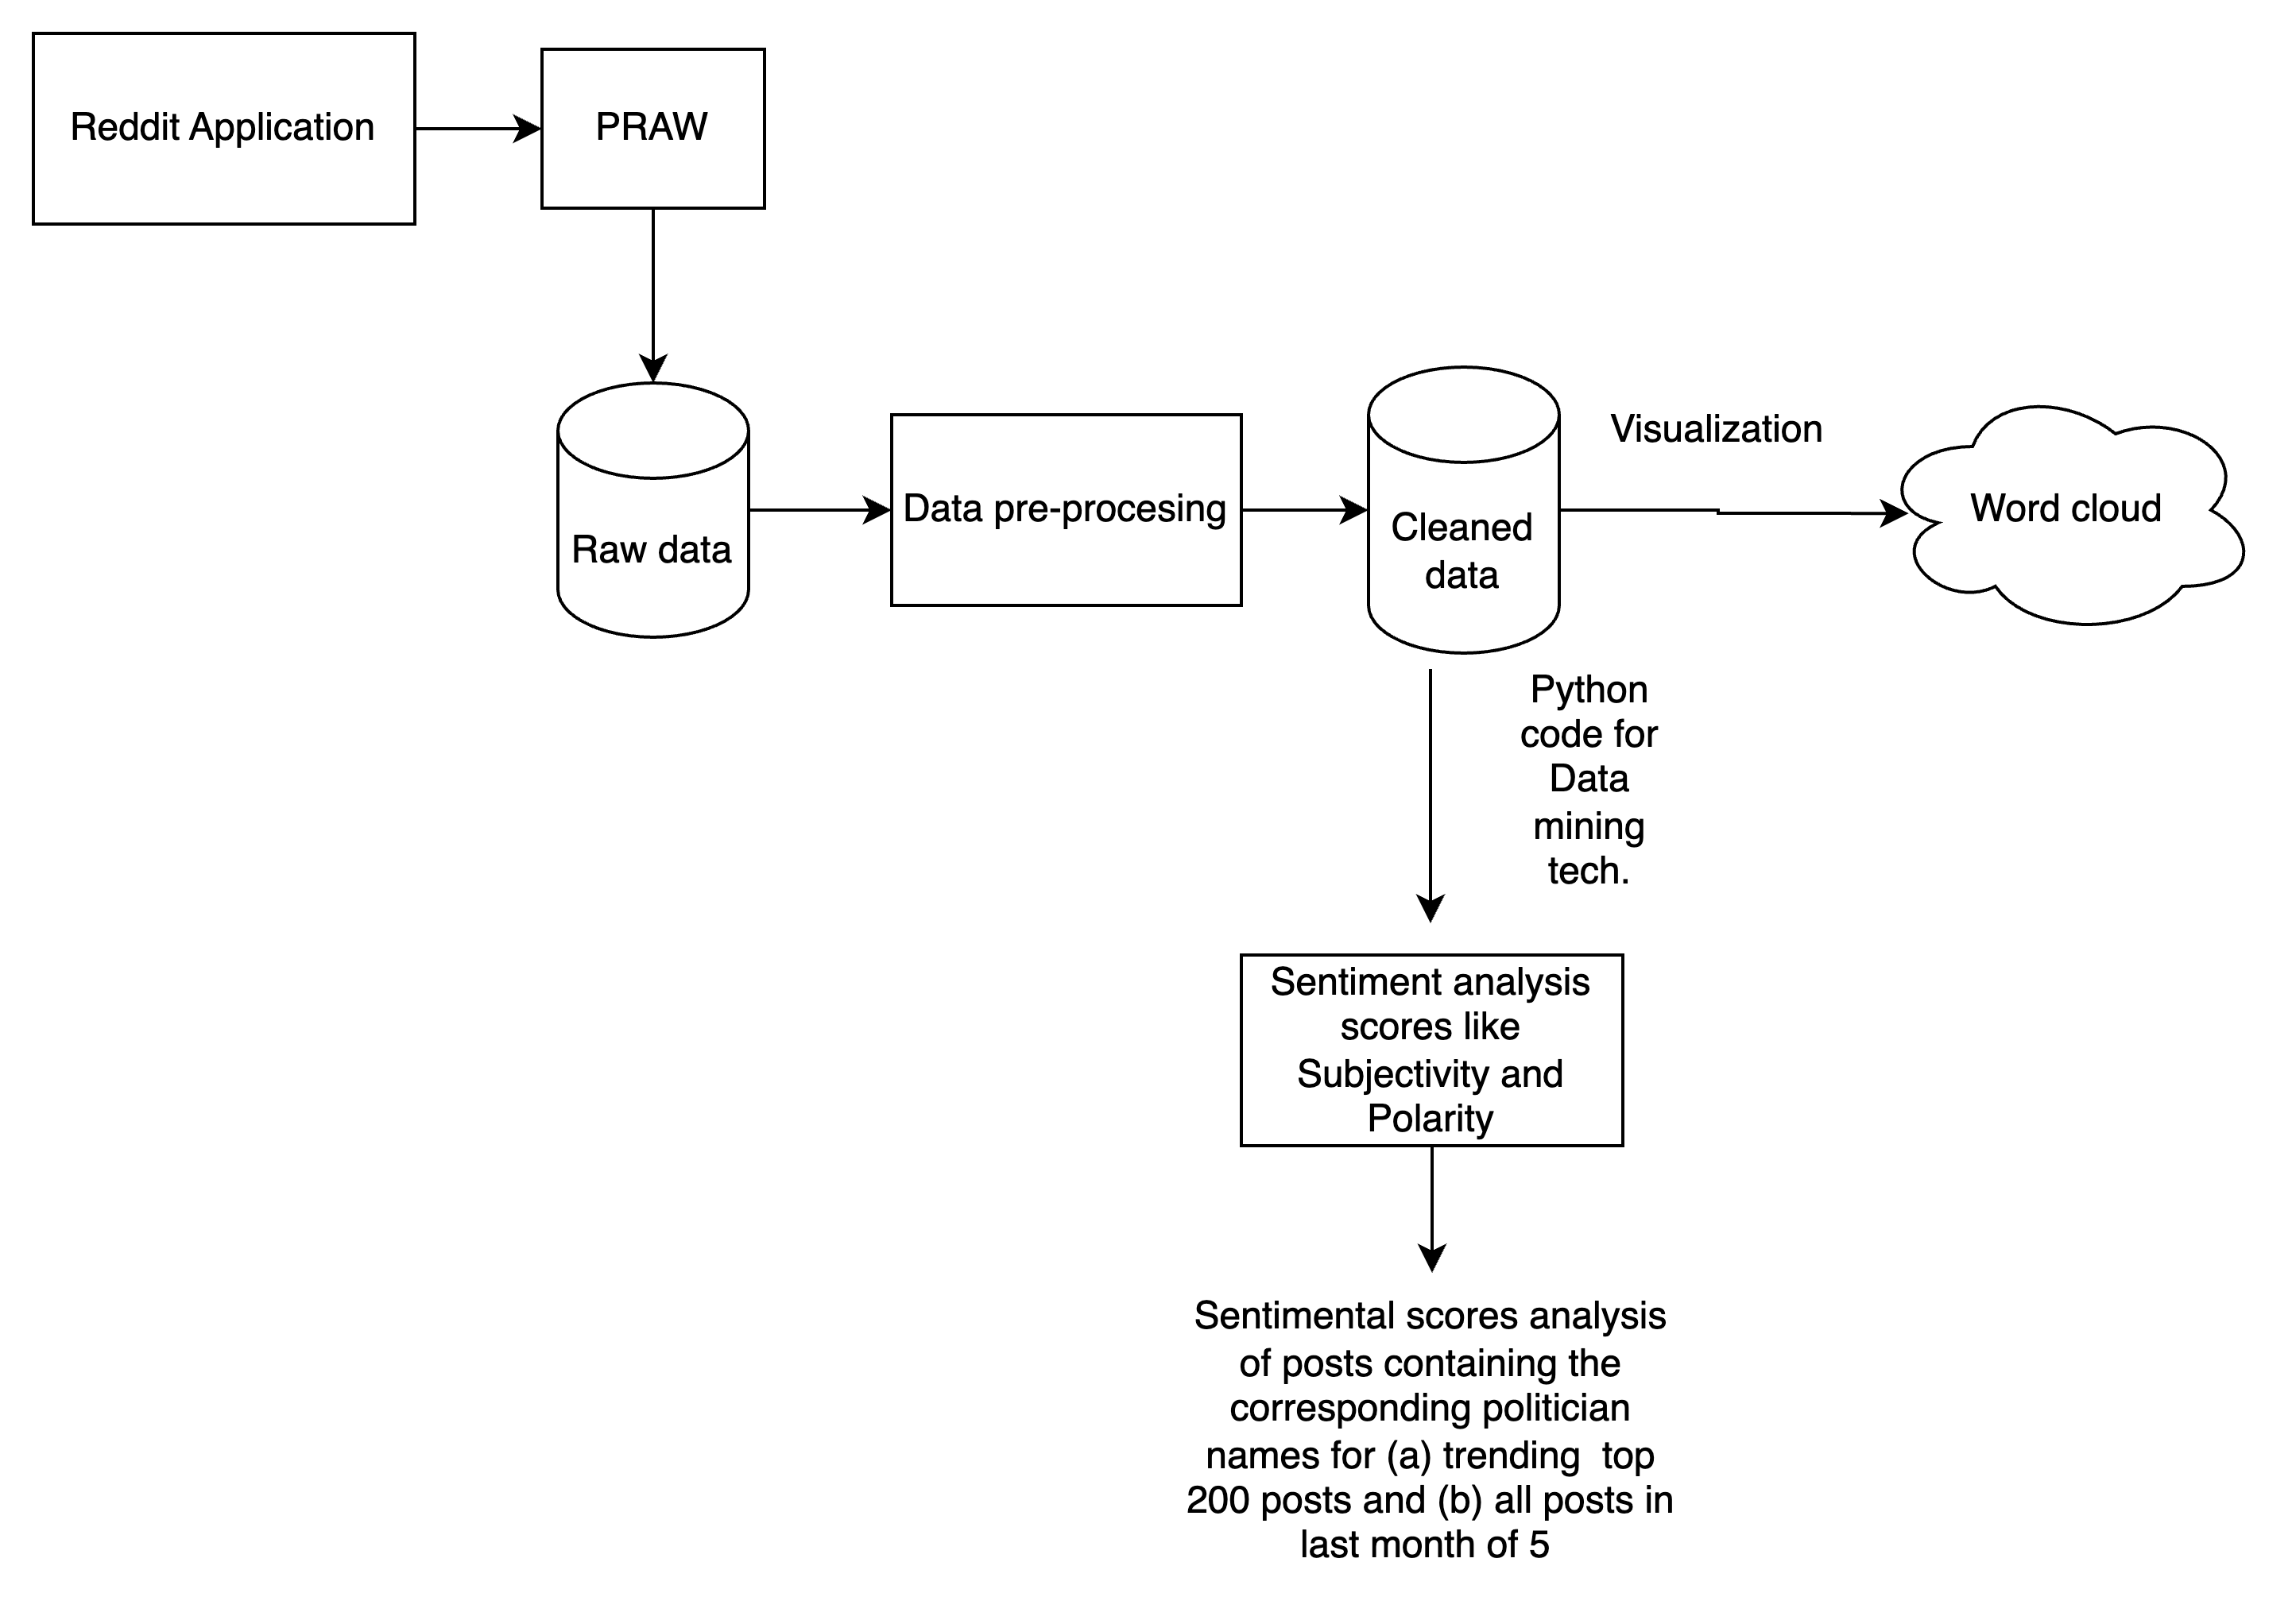 Reddit Application
PRAW
Raw data
Data pre-procesing
Cleaned
data
Visualization
Word cloud
Python
code for
Data
mining
tech.
Sentiment analysis
scores like
Subjectivity and
Polarity
Sentimental scores analysis
of posts containing the
corresponding politician
names for (a) trending  top
200 posts and (b) all posts in
last month of 5